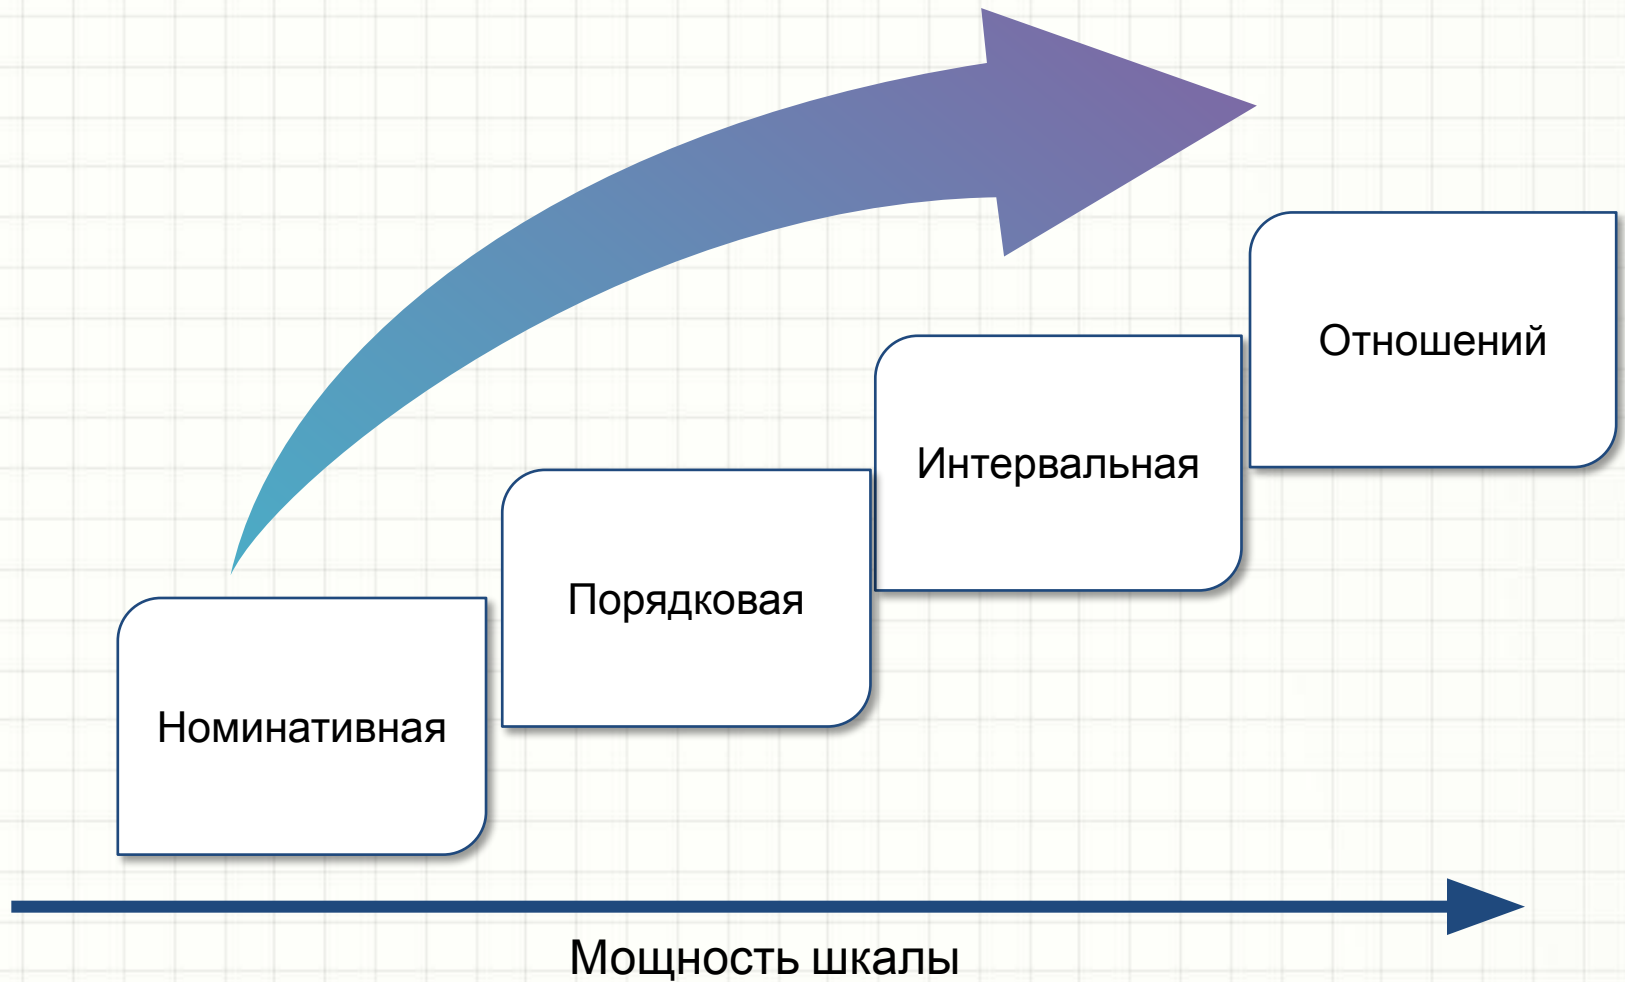 Номинативная
Порядковая
Интервальная
Отношений
Мощность шкалы